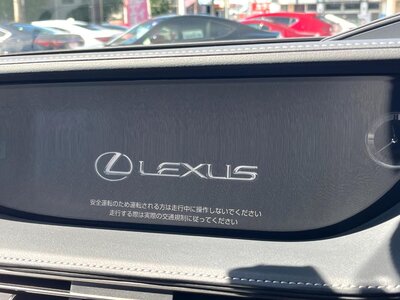 LEXUS
安全運転のため運転される方は走行中に操作しないでください
走行する際は実際の交通規制に従ってください